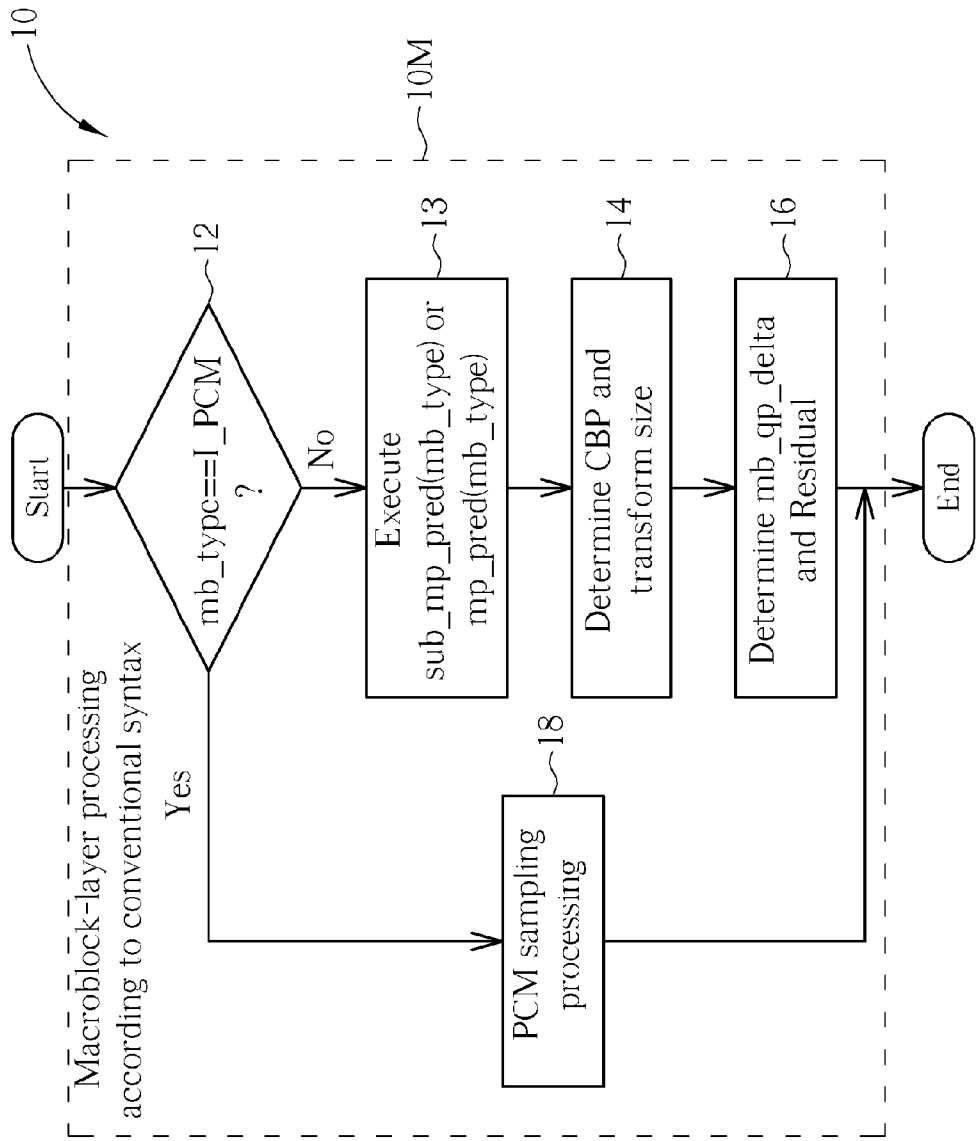 10
Start
10M
Macroblock-layer processing
according to conventional syntax
12
mb_type==I_PCM
?
Yes
No
13
Execute
sub_mp_pred(mb_type) or
mp_pred(mb_type)
18
PCM sampling
processing
14
Determine CBP and
transform size
16
Determine mb_qp_delta
and Residual
End